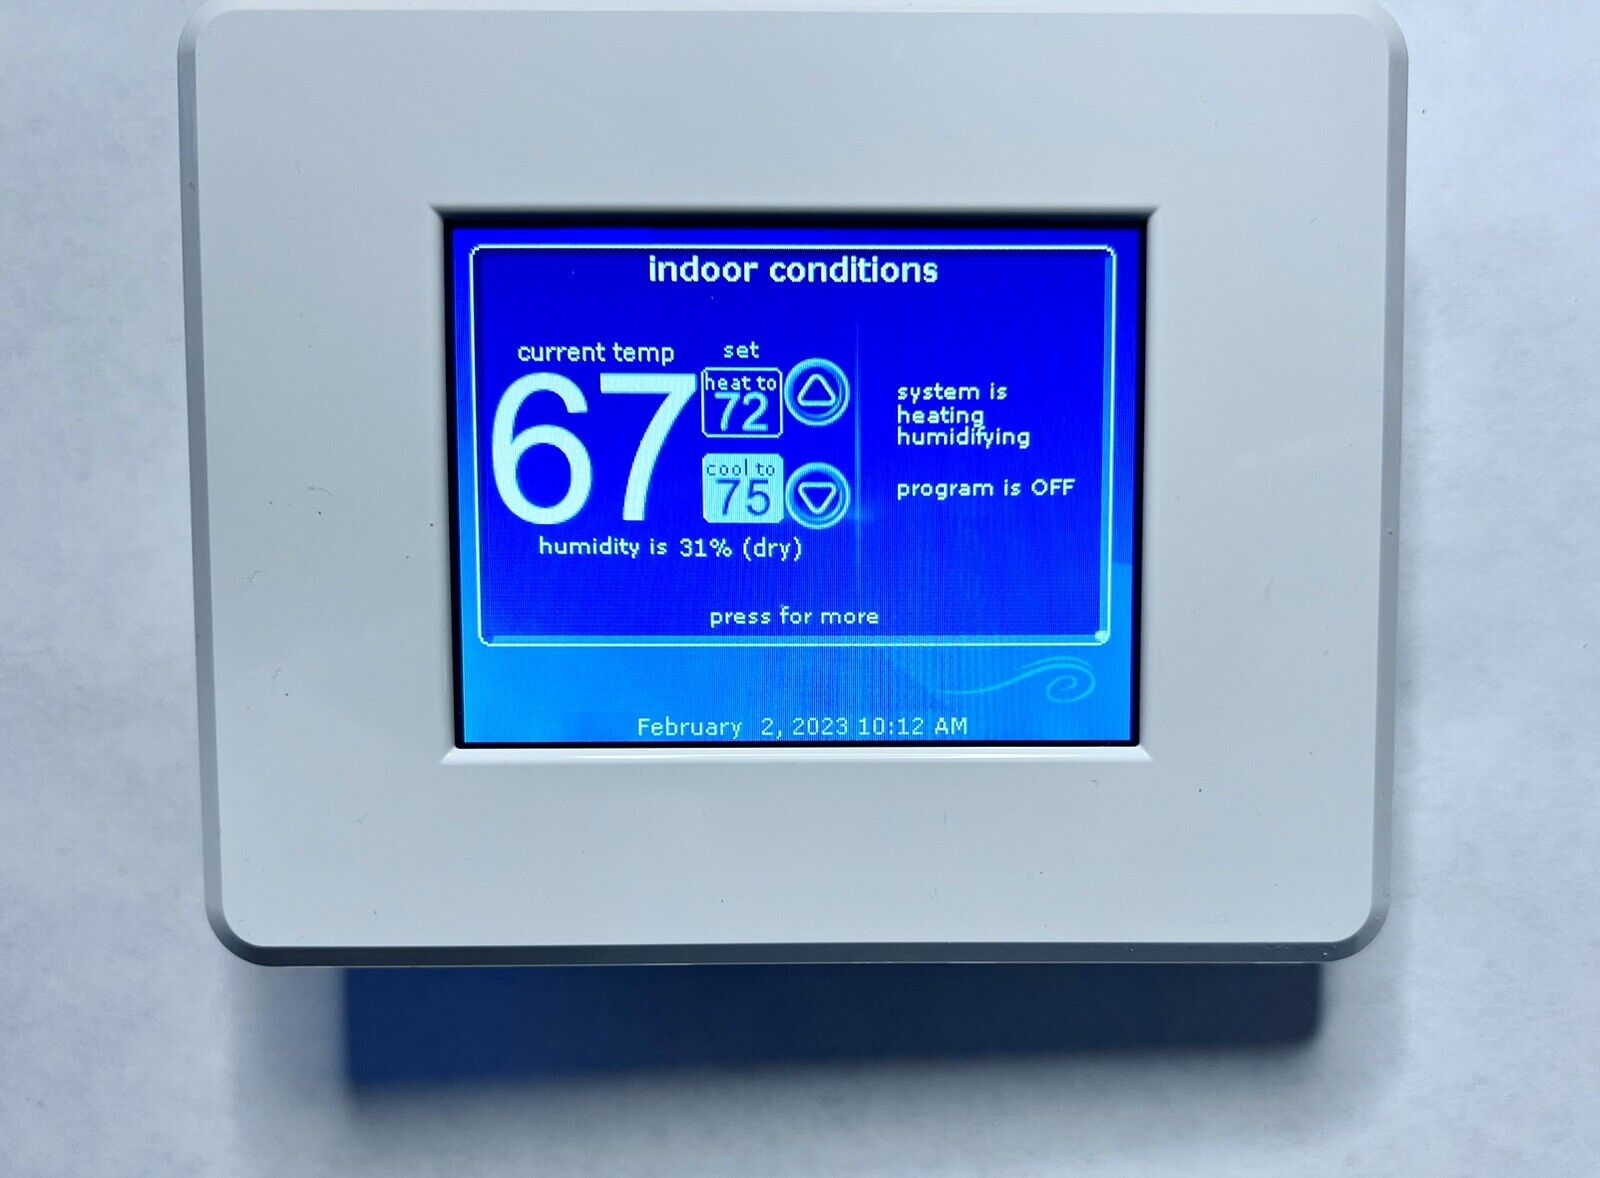 indoor conditions
current temp
set
67
heat to
72
cool to
75
humidity is 31% (dry)
system is
heating
humidifying
program is OFF
press for more
February 2, 2023 10:12 AM